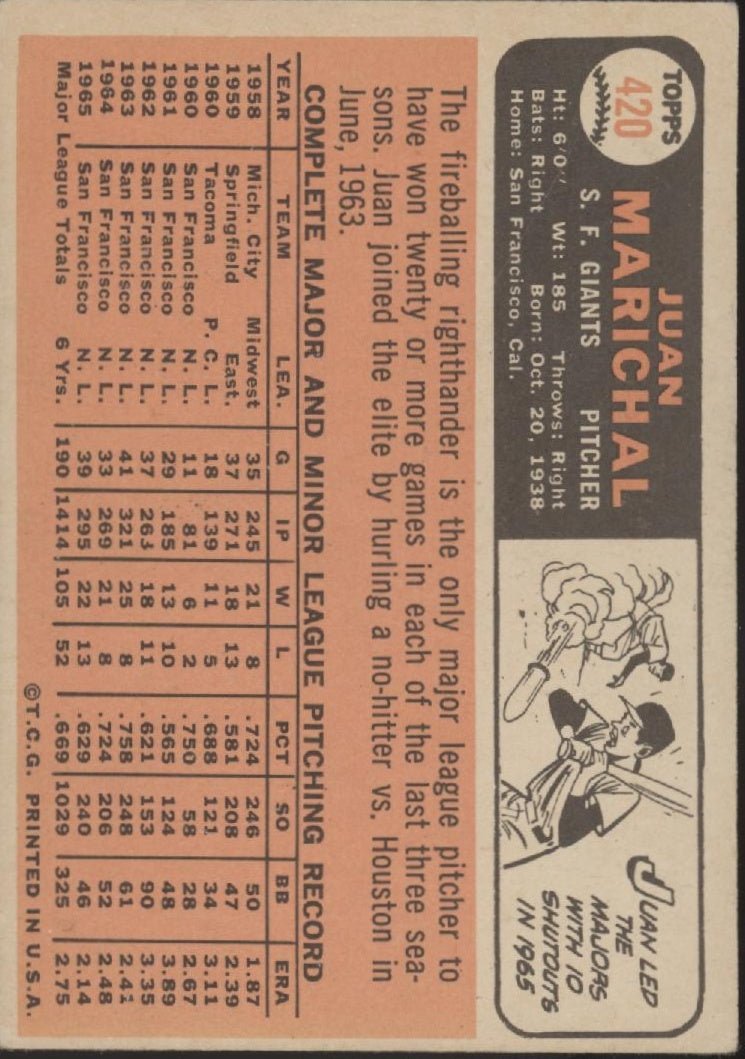 TOPPS
420
JUAN
MARICHAL
S. F. GIANTS PITCHER
Ht: 6'0" Wt: 185 Throws: Right
Bats: Right Born: Oct. 20, 1938
Home: San Francisco, Cal.
JUAN LED
THE
MAJORS
WITH 10
SHUTOUTS
IN 1965
The fireballing righthander is the only major league pitcher to
have won twenty or more games in each of the last three sea-
sons. Juan joined the elite by hurling a no-hitter vs. Houston in
June, 1963.
COMPLETE MAJOR AND MINOR LEAGUE PITCHING RECORD
YEAR TEAM LEA. G IP W L PCT SO BB ERA
1958 Mich. City Midwest 35 245 21 8 .724 246 50 1.87
1959 Springfield East. 37 271 18 13 .581 208 47 2.39
1960 Tacoma P. C. L. 18 139 11 5 .688 121 34 3.11
1960 San Francisco N. L. 11 81 6 2 .750 58 28 2.67
1961 San Francisco N. L. 29 185 13 10 .565 124 48 3.89
1962 San Francisco N. L. 37 263 18 11 .621 153 90 3.35
1963 San Francisco N. L. 41 321 25 8 .758 248 61 2.41
1964 San Francisco N. L. 33 269 21 8 .724 206 52 2.48
1965 San Francisco N. L. 39 295 22 13 .629 240 46 2.14
Major League Totals 6 Yrs. 190 1414 105 52 .669 1029 325 2.75
©T.C.G. PRINTED IN U.S.A.